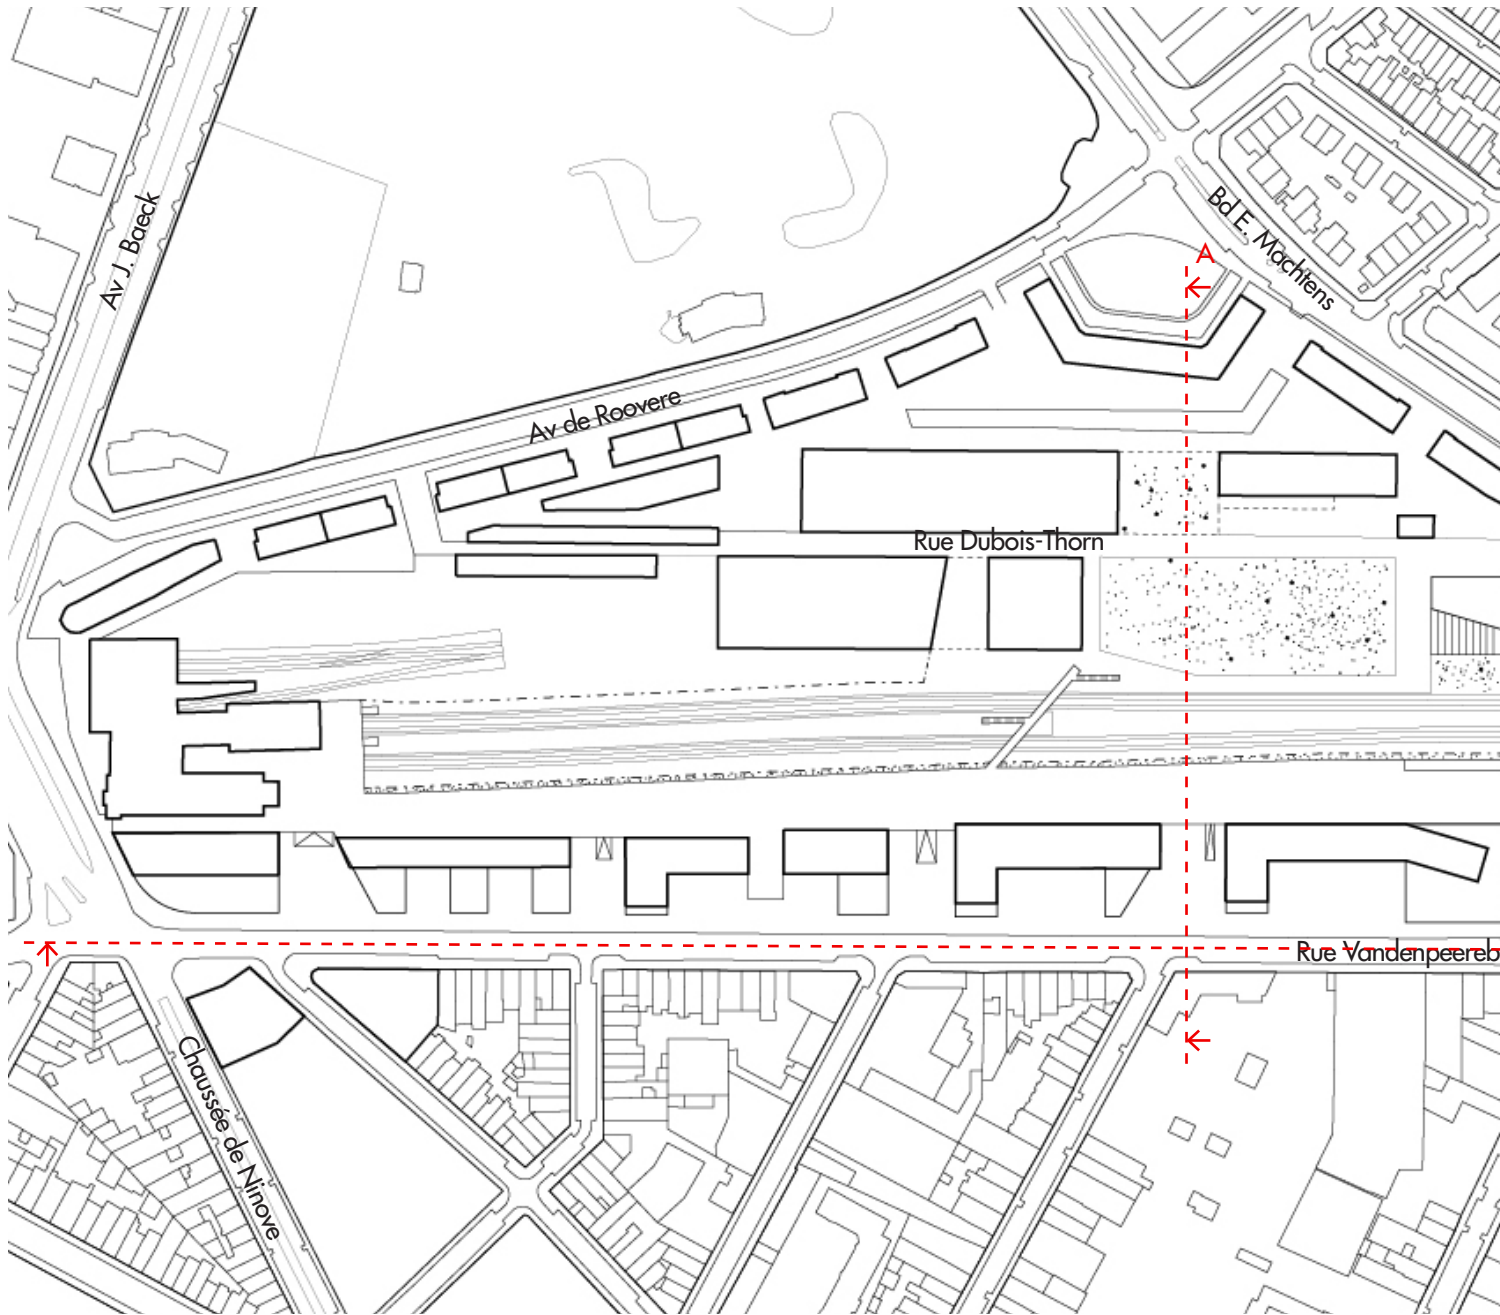 Av J. Baeck
Bd E. Machtens
A
Av de Roovere
Rue Dubois-Thorn
Rue Vandenpeereb
Chaussée de Ninove